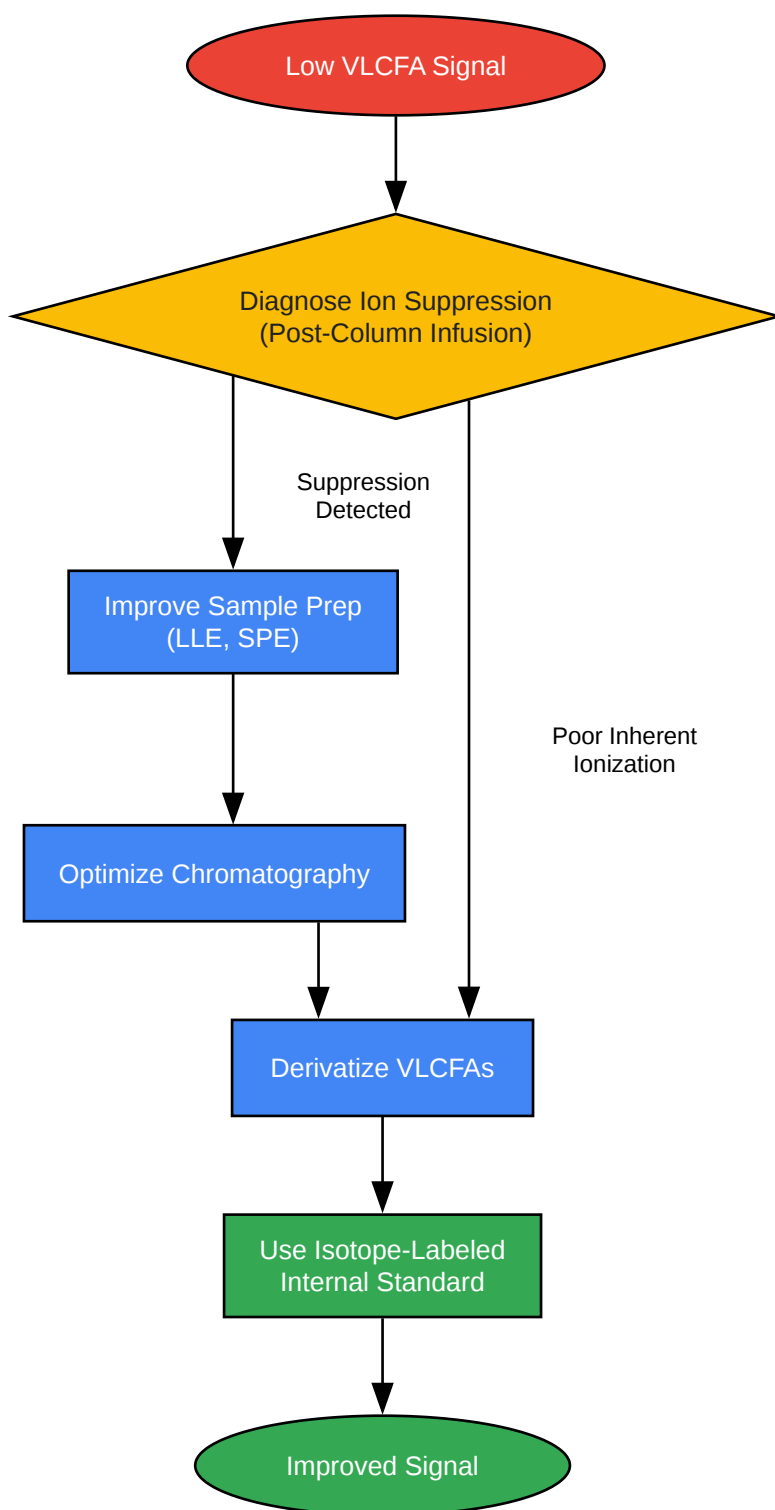 Low VLCFA Signal
Diagnose Ion Suppression
(Post-Column Infusion)
Suppression
Detected
Improve Sample Prep
(LLE, SPE)
Poor Inherent
Ionization
Optimize Chromatography
Derivatize VLCFAs
Use Isotope-Labeled
Internal Standard
Improved Signal